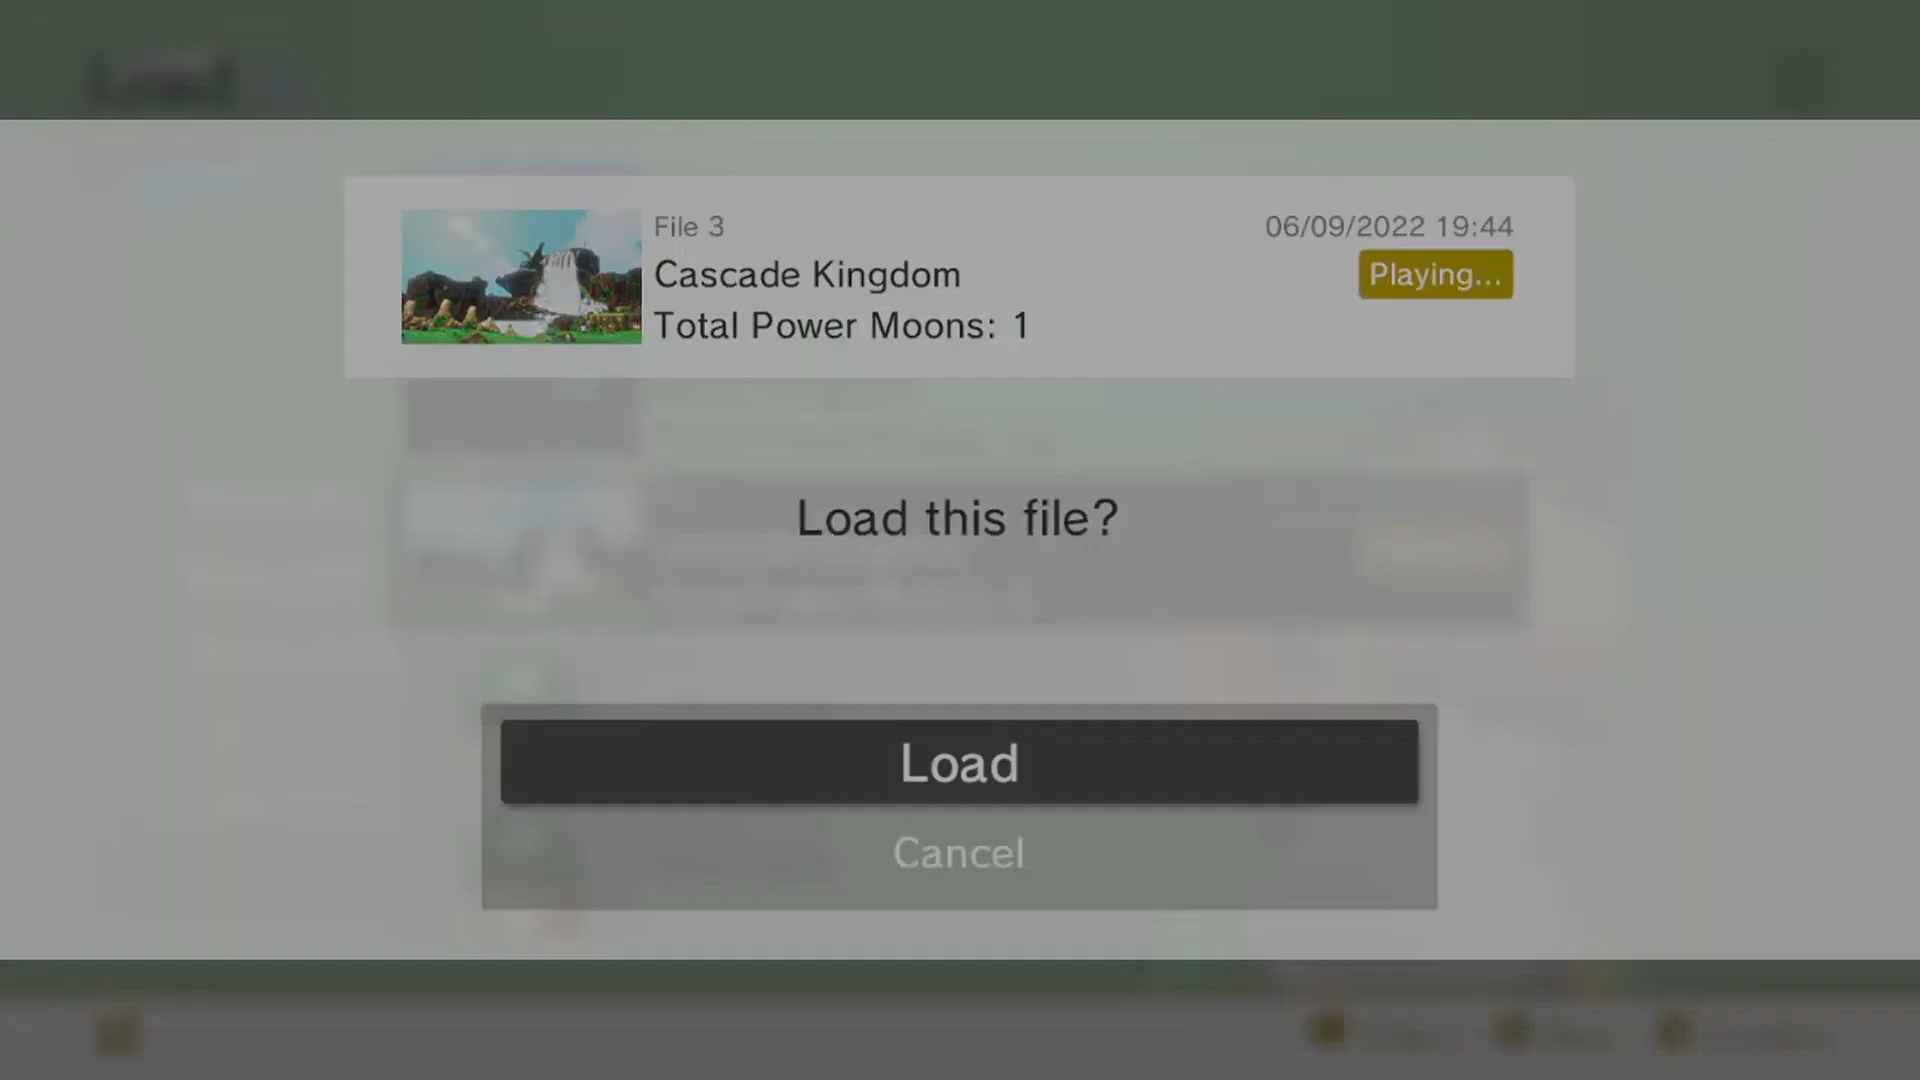 Load
File 3
06/09/2022 19:44
Cascade Kingdom
Playing...
Total Power Moons: 1
Load this file?
Load
Cancel